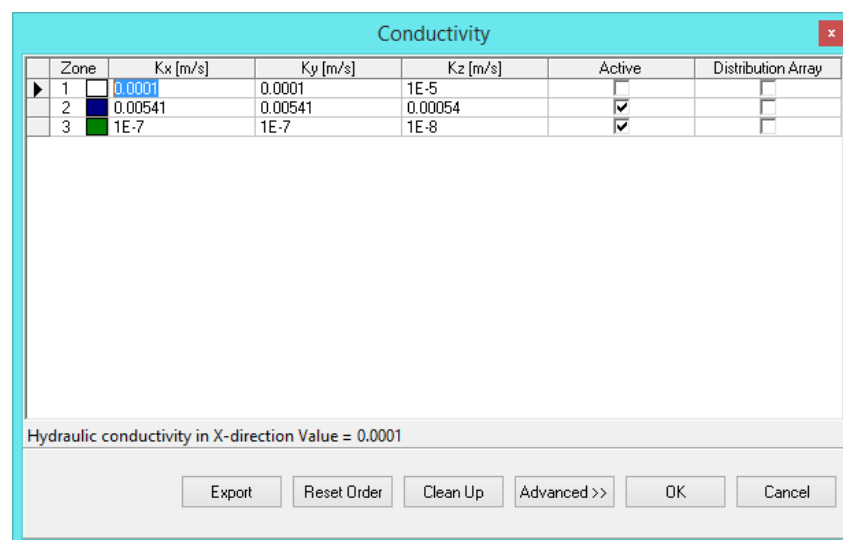 Conductivity
x
Zone Kx [m/s] Ky [m/s] Kz [m/s] Active Distribution Array
1 0.0001 0.0001 1E-5
2 0.00541 0.00541 0.00054
3 1E-7 1E-7 1E-8
Hydraulic conductivity in X-direction Value = 0.0001
Export Reset Order Clean Up Advanced >> OK Cancel